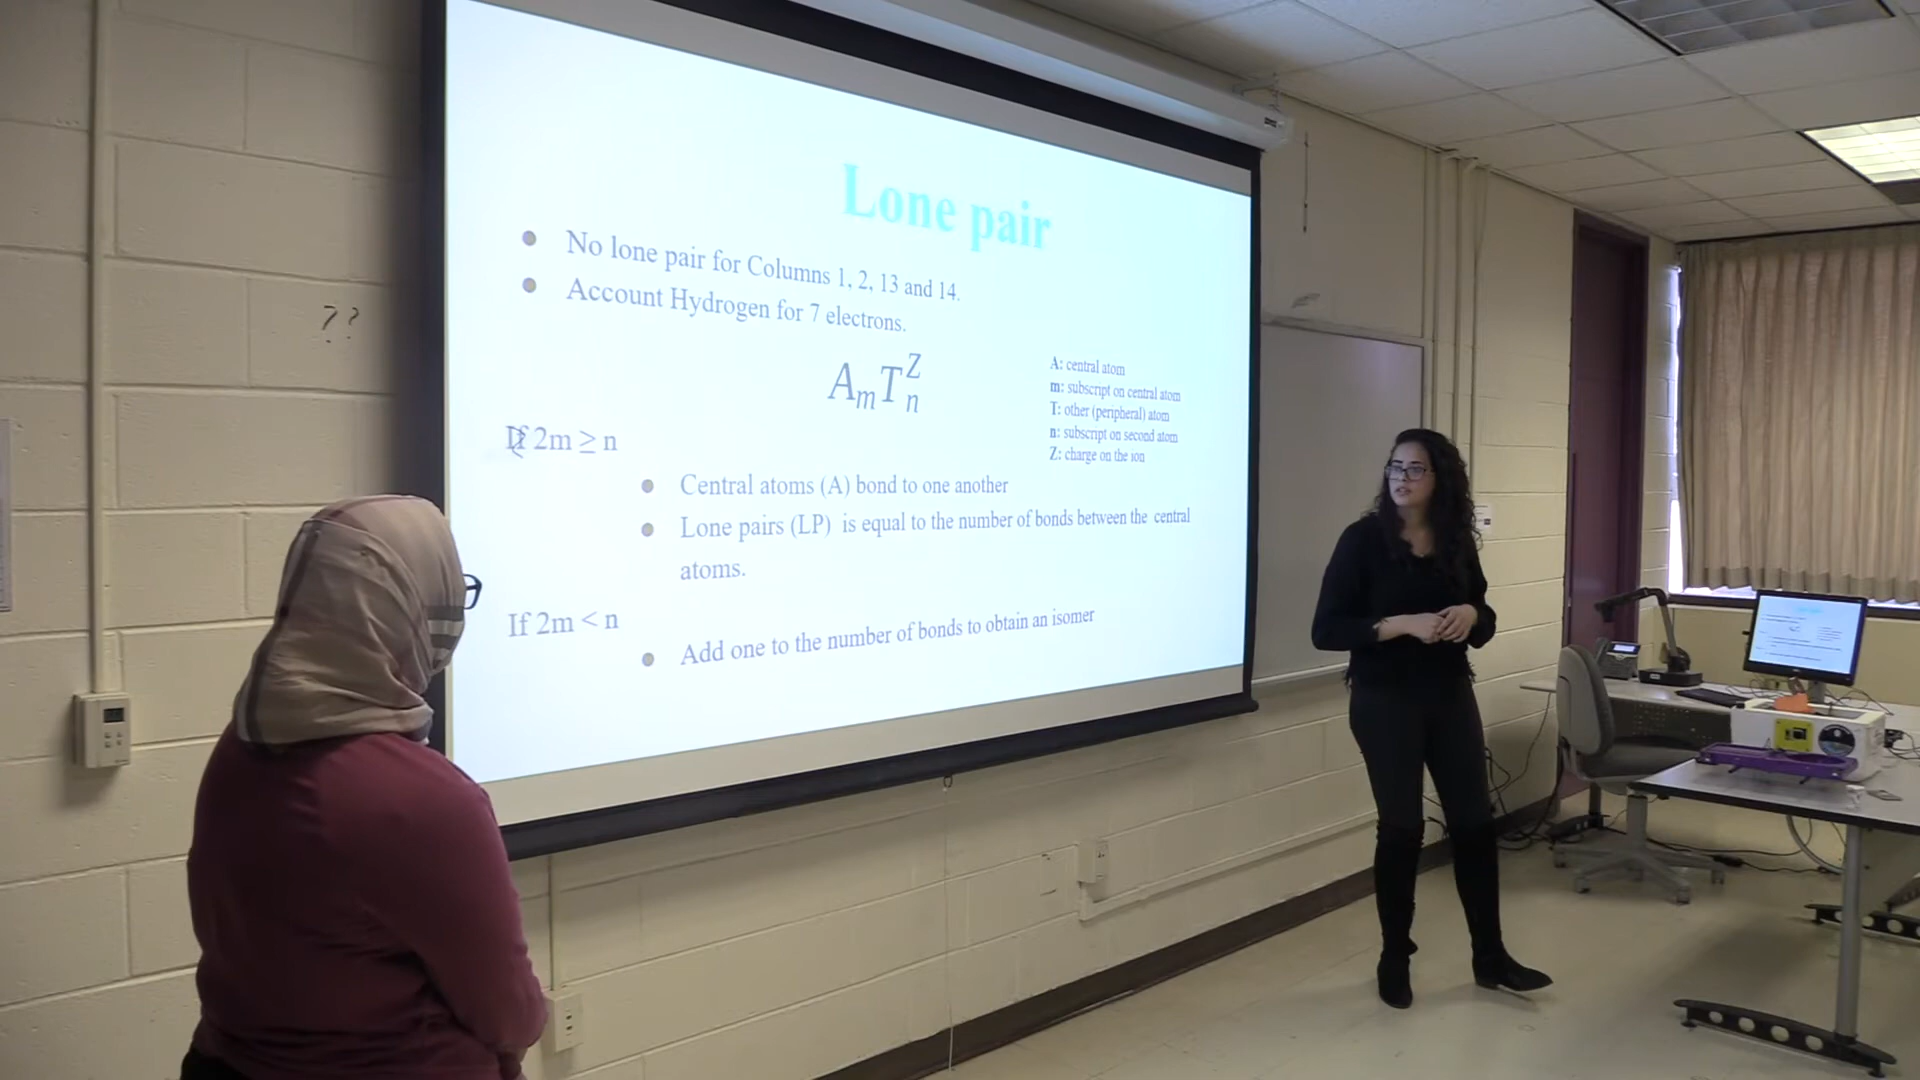 Lone pair
No lone pair for Columns 1, 2, 13 and 14.
Account Hydrogen for 7 electrons.
AₘTₙᶻ
A: central atom
m: subscript on central atom
T: other (peripheral) atom
n: subscript on second atom
Z: charge on the ion
If 2m ≥ n
Central atoms (A) bond to one another
Lone pairs (LP) is equal to the number of bonds between the central
atoms.
If 2m < n
Add one to the number of bonds to obtain an isomer
??